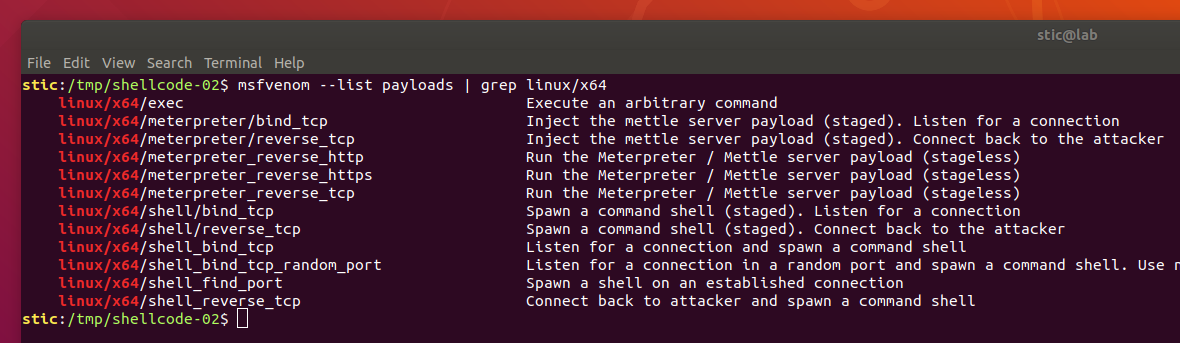 stic@lab
File Edit View Search Terminal Help
stic:/tmp/shellcode-02$ msfvenom --list payloads | grep linux/x64
linux/x64/exec Execute an arbitrary command
linux/x64/meterpreter/bind_tcp Inject the mettle server payload (staged). Listen for a connection
linux/x64/meterpreter/reverse_tcp Inject the mettle server payload (staged). Connect back to the attacker
linux/x64/meterpreter_reverse_http Run the Meterpreter / Mettle server payload (stageless)
linux/x64/meterpreter_reverse_https Run the Meterpreter / Mettle server payload (stageless)
linux/x64/meterpreter_reverse_tcp Run the Meterpreter / Mettle server payload (stageless)
linux/x64/shell/bind_tcp Spawn a command shell (staged). Listen for a connection
linux/x64/shell/reverse_tcp Spawn a command shell (staged). Connect back to the attacker
linux/x64/shell_bind_tcp Listen for a connection and spawn a command shell
linux/x64/shell_bind_tcp_random_port Listen for a connection in a random port and spawn a command shell. Use
linux/x64/shell_find_port Spawn a shell on an established connection
linux/x64/shell_reverse_tcp Connect back to attacker and spawn a command shell
stic:/tmp/shellcode-02$